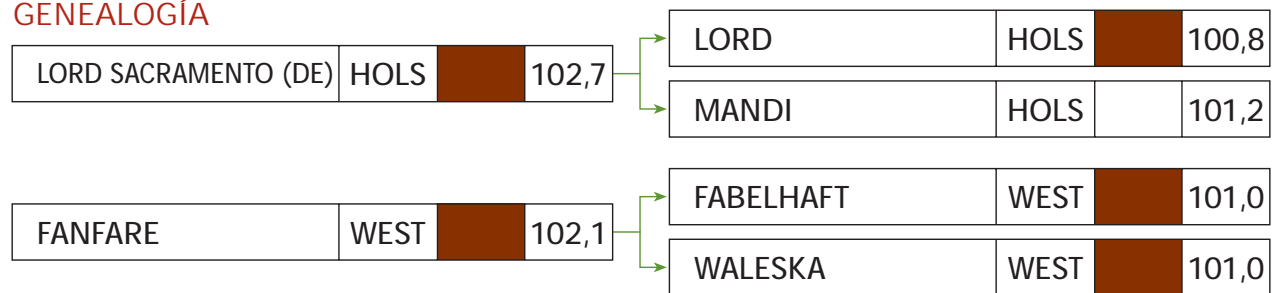 GENEALOGÍA
LORD SACRAMENTO (DE) HOLS 102,7
LORD HOLS 100,8
MANDI HOLS 101,2
FANFARE WEST 102,1
FABELHAFT WEST 101,0
WALESKA WEST 101,0